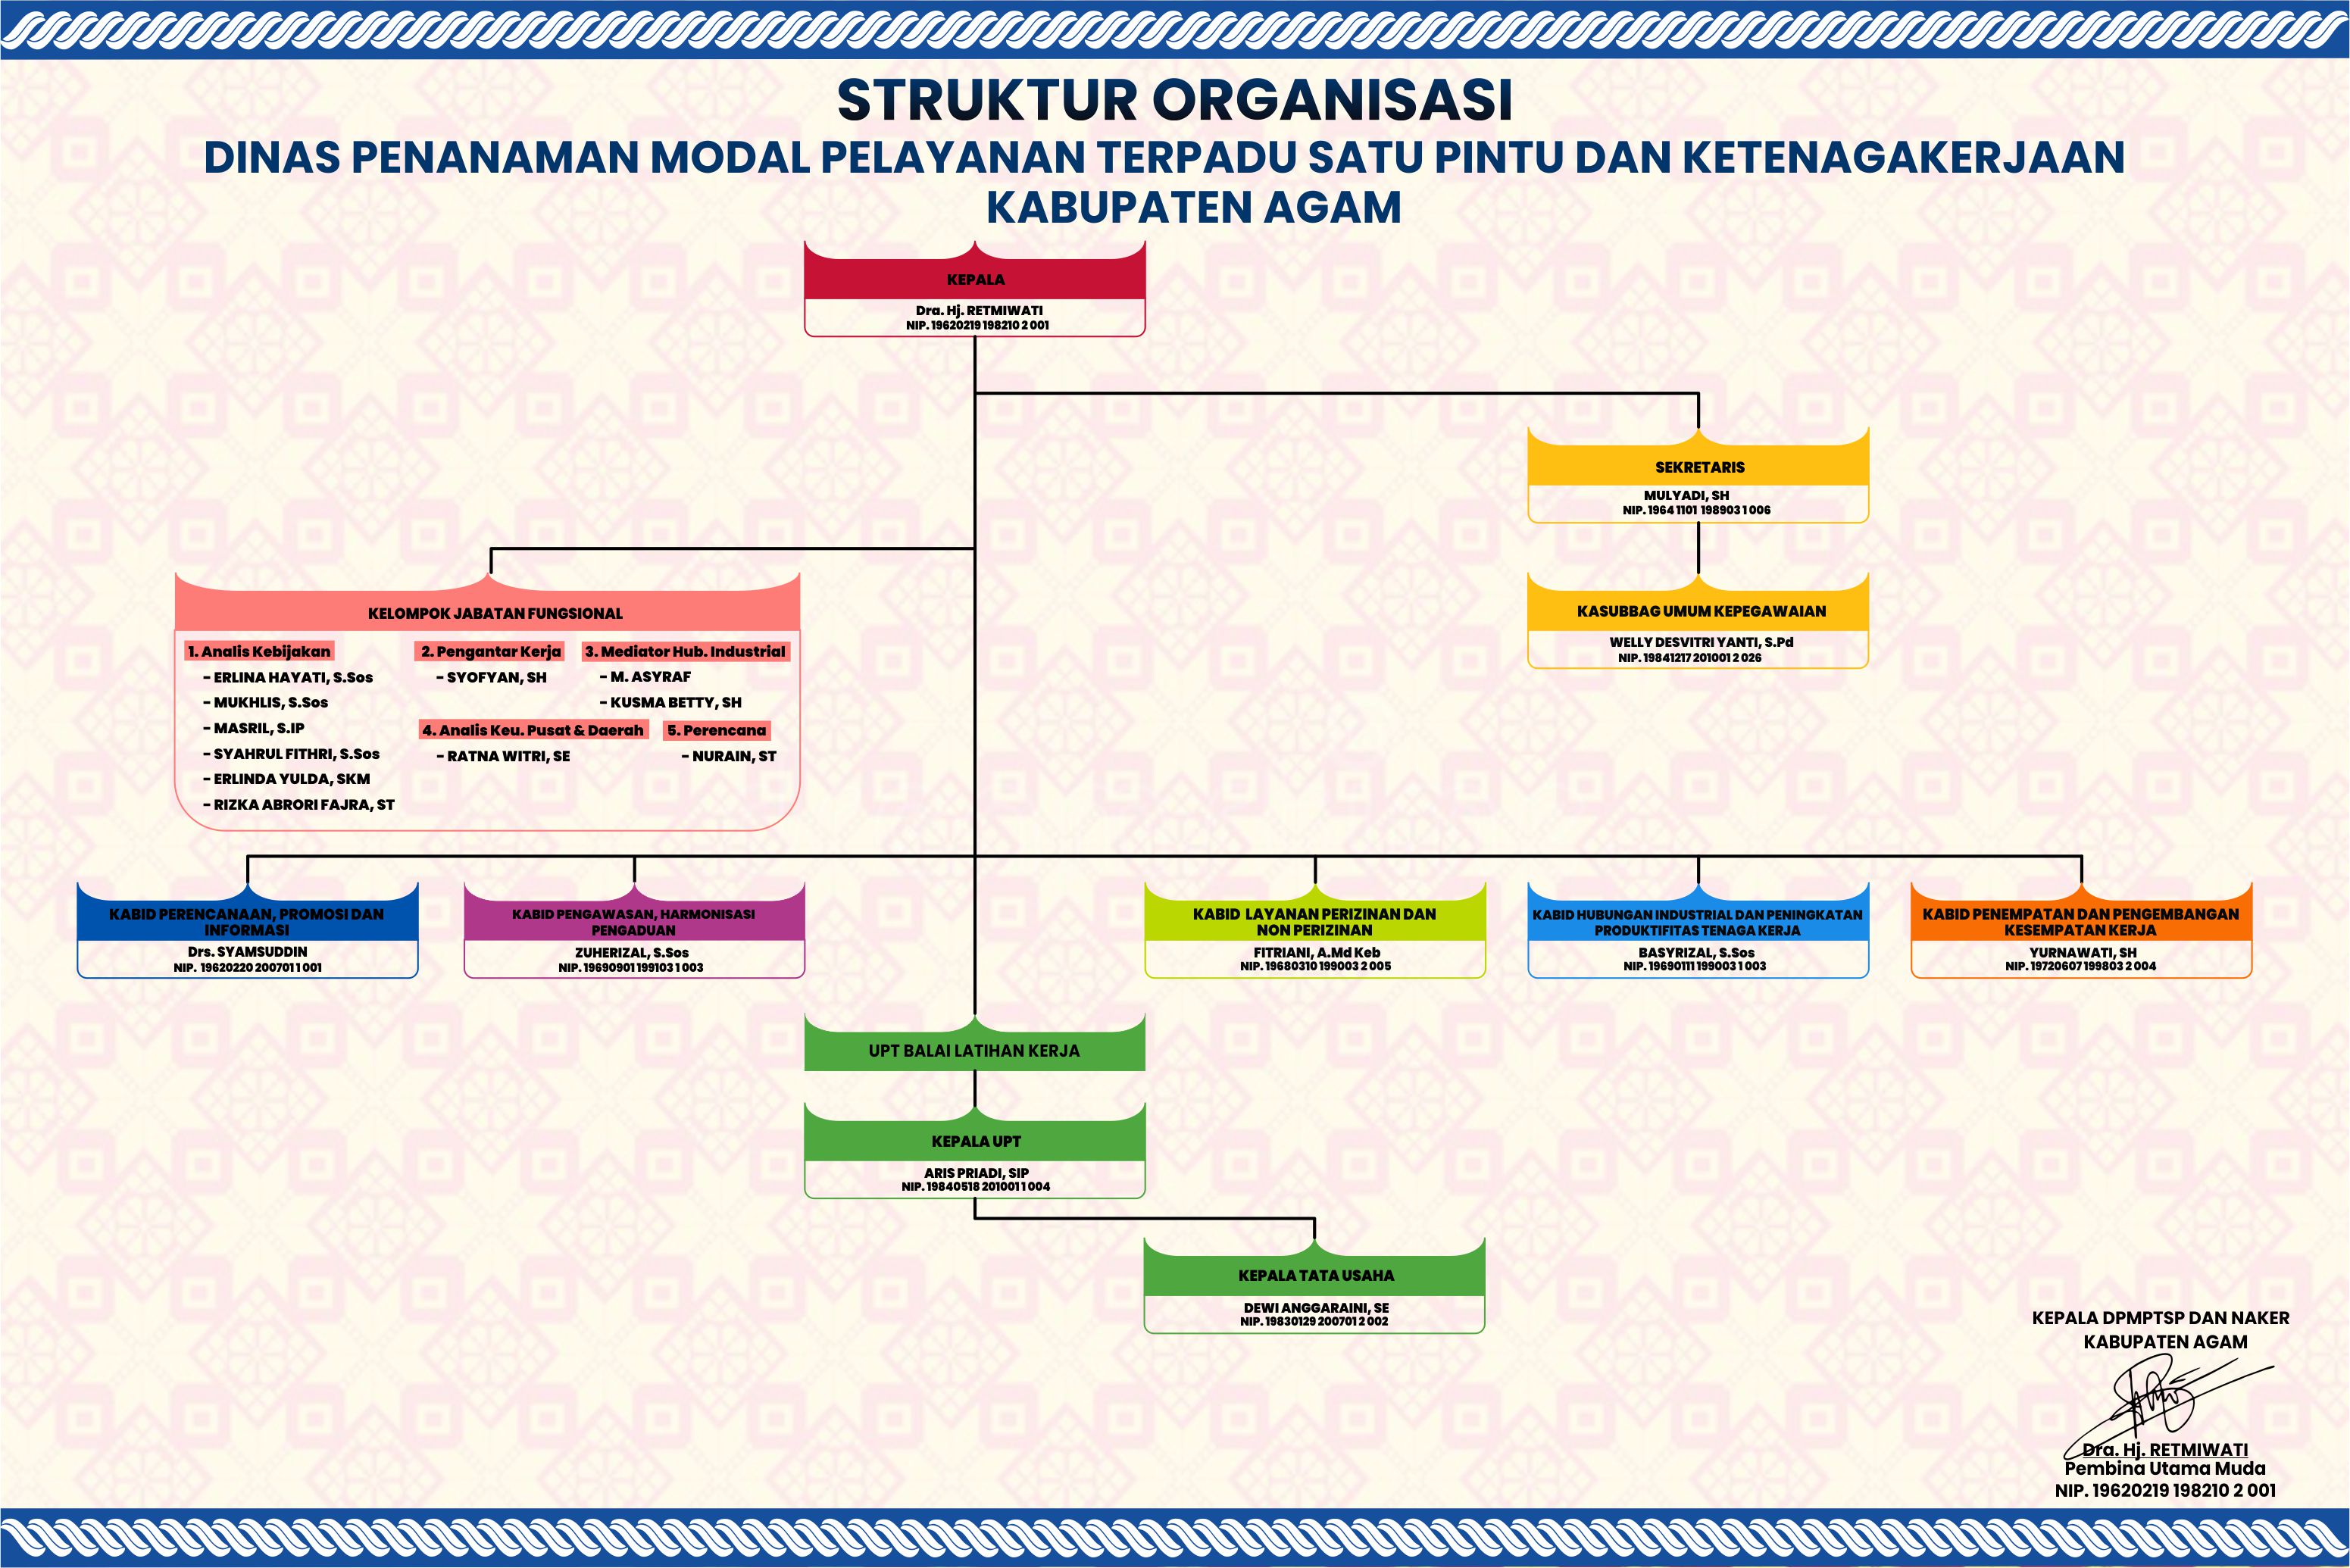 STRUKTUR ORGANISASI
DINAS PENANAMAN MODAL PELAYANAN TERPADU SATU PINTU DAN KETENAGAKERJAAN
KABUPATEN AGAM
KEPALA
Dra. Hj. RETMIWATI
NIP. 19620219 198210 2 001
SEKRETARIS
MULYADI, SH
NIP. 1964 1101 198903 1 006
KASUBBAG UMUM KEPEGAWAIAN
WELLY DESVITRI YANTI, S.Pd
NIP. 19841217 201001 2 026
KELOMPOK JABATAN FUNGSIONAL
1. Analis Kebijakan
- ERLINA HAYATI, S.Sos
- MUKHLIS, S.Sos
- MASRIL, S.IP
- SYAHRUL FITHRI, S.Sos
- ERLINDA YULDA, SKM
- RIZKA ABRORI FAJRA, ST
2. Pengantar Kerja
- SYOFYAN, SH
3. Mediator Hub. Industrial
- M. ASYRAF
- KUSMA BETTY, SH
4. Analis Keu. Pusat & Daerah
- RATNA WITRI, SE
5. Perencana
- NURAIN, ST
KABID PERENCANAAN, PROMOSI DAN
INFORMASI
Drs. SYAMSUDDIN
NIP. 19620220 200701 1 001
KABID PENGAWASAN, HARMONISASI
PENGADUAN
ZUHERIZAL, S.Sos
NIP. 19690901 199103 1 003
KABID LAYANAN PERIZINAN DAN
NON PERIZINAN
FITRIANI, A.Md Keb
NIP. 19680310 199003 2 005
KABID HUBUNGAN INDUSTRIAL DAN PENINGKATAN
PRODUKTIFITAS TENAGA KERJA
BASYRIZAL, S.Sos
NIP. 19690111 199003 1 003
KABID PENEMPATAN DAN PENGEMBANGAN
KESEMPATAN KERJA
YURNAWATI, SH
NIP. 19720607 199803 2 004
UPT BALAI LATIHAN KERJA
KEPALA UPT
ARIS PRIADI, SIP
NIP. 19840518 201001 1 004
KEPALA TATA USAHA
DEWI ANGGARAINI, SE
NIP. 19830129 200701 2 002
KEPALA DPMPTSP DAN NAKER
KABUPATEN AGAM
Dra. Hj. RETMIWATI
Pembina Utama Muda
NIP. 19620219 198210 2 001